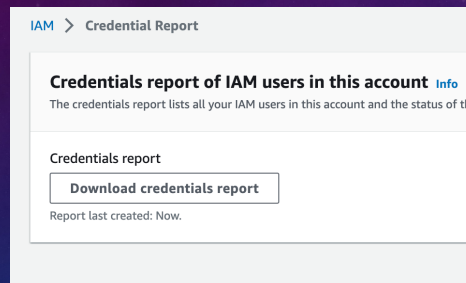 IAM > Credential Report
Credentials report of IAM users in this account Info
The credentials report lists all your IAM users in this account and the status of
Credentials report
Download credentials report
Report last created: Now.